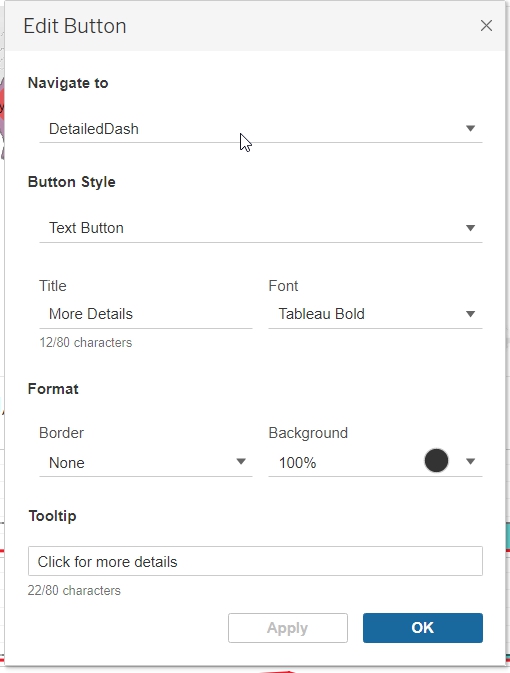 Edit Button
Navigate to
DetailedDash
Button Style
Text Button
Title Font
More Details Tableau Bold
12/80 characters
Format
Border Background
None 100%
Tooltip
Click for more details
22/80 characters
Apply OK